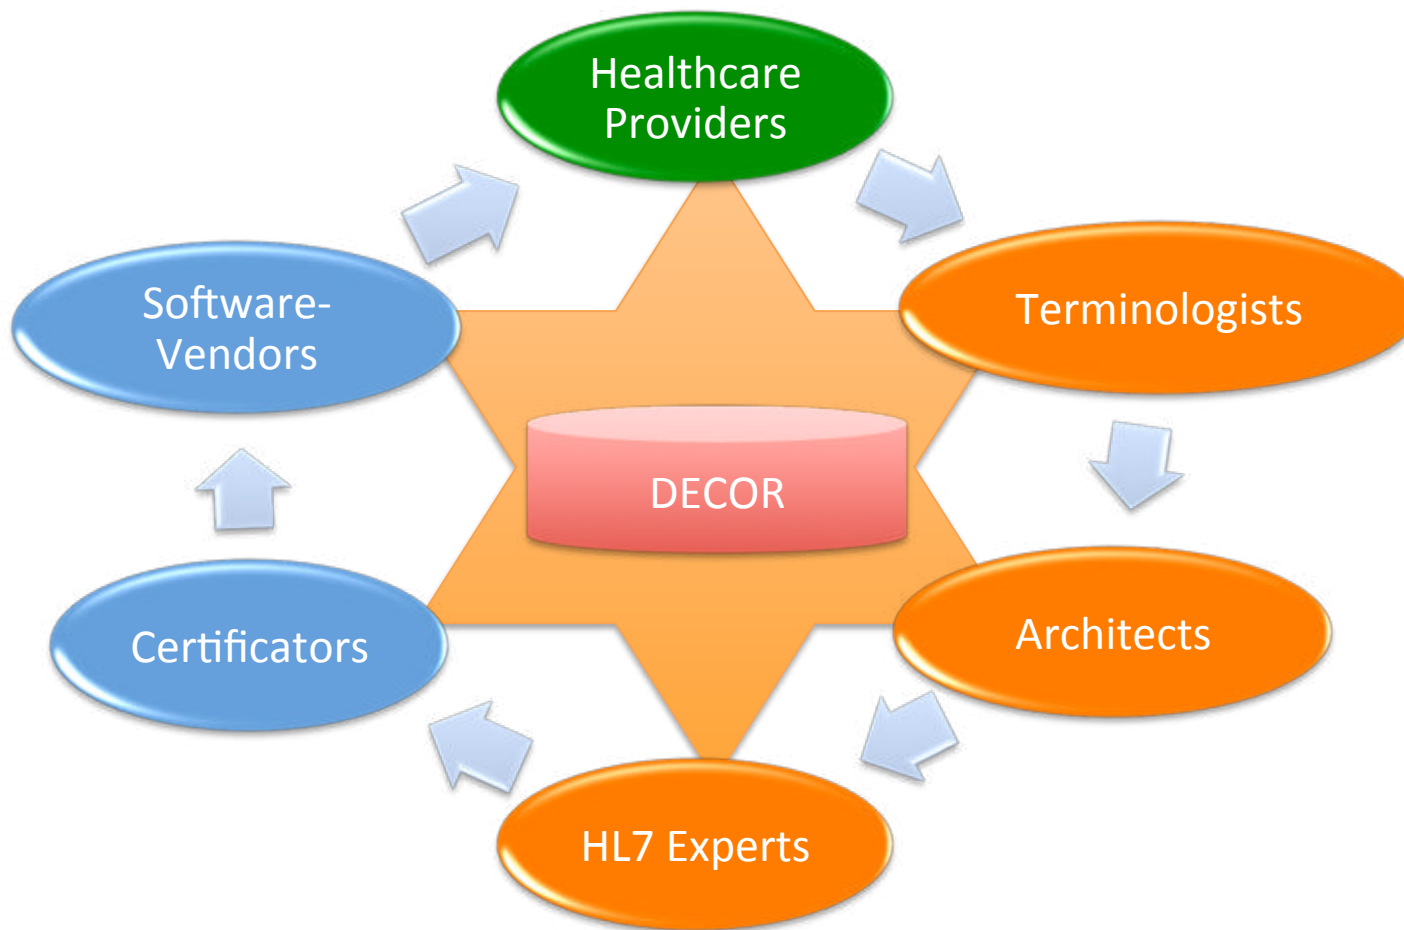 Healthcare
Providers
Software-
Vendors
Terminologists
DECOR
Certificators
Architects
HL7 Experts